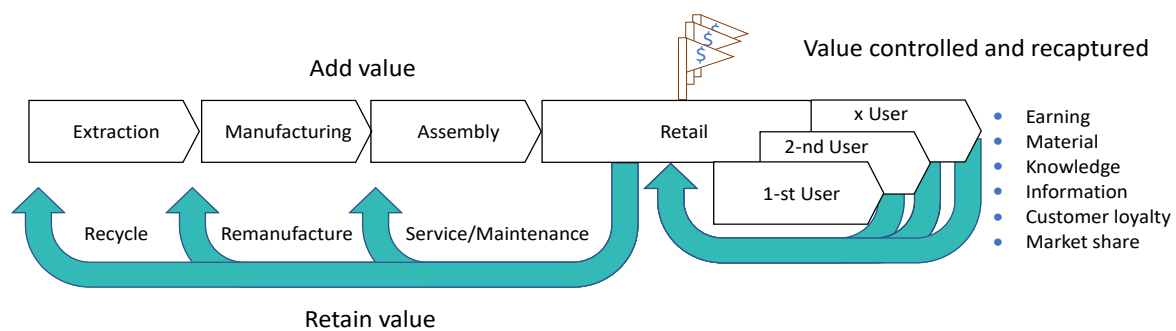 Value controlled and recaptured
Add value
$
$
$
Extraction
Manufacturing
Assembly
Retail
x User
2-nd User
1-st User
• Earning
• Material
• Knowledge
• Information
• Customer loyalty
• Market share
Recycle
Remanufacture
Service/Maintenance
Retain value